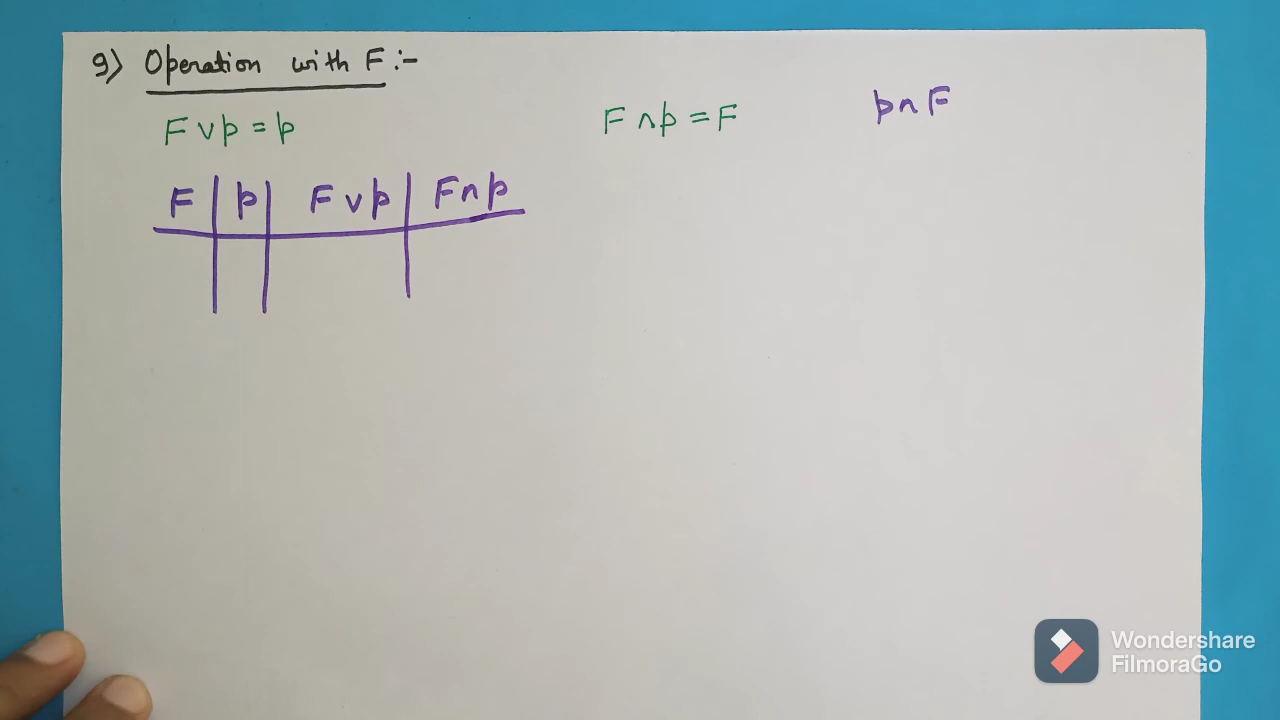 9) Operation with F :-
F ∨ p = p
F ∧ p = F
p ∧ F
F p F ∨ p F ∧ p
Wondershare
FilmoraGo